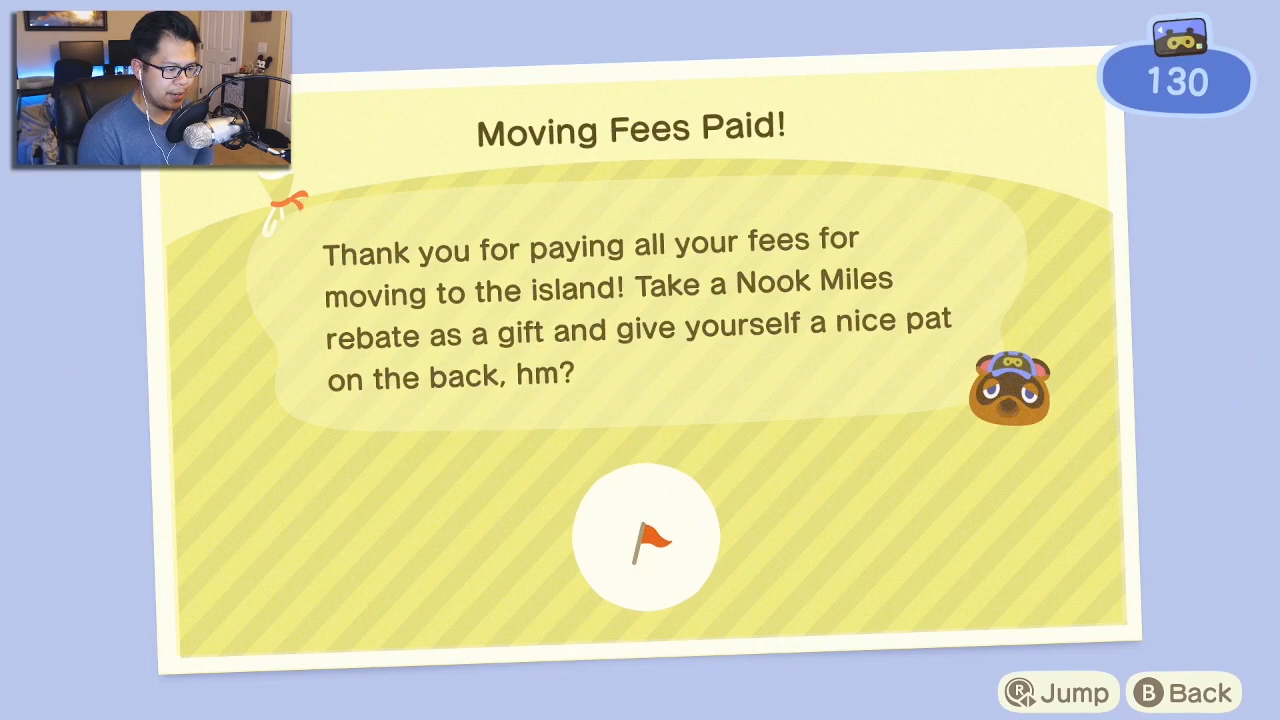 130
Moving Fees Paid!
Thank you for paying all your fees for
moving to the island! Take a Nook Miles
rebate as a gift and give yourself a nice pat
on the back, hm?
R Jump
B Back